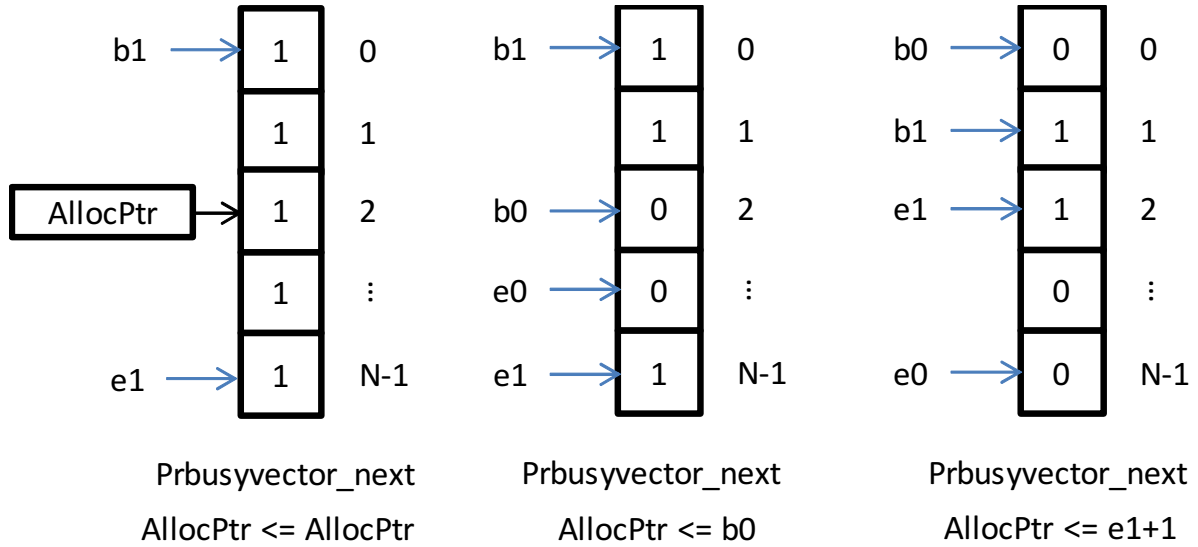 b1 1 0 b1 1 0 b0 0 0
1 1 1 1 b1 1 1
AllocPtr 1 2 b0 0 2 e1 1 2
1 ⋮ e0 0 ⋮ 0 ⋮
e1 1 N-1 e1 1 N-1 e0 0 N-1
Prbusyvector_next Prbusyvector_next Prbusyvector_next
AllocPtr <= AllocPtr AllocPtr <= b0 AllocPtr <= e1+1